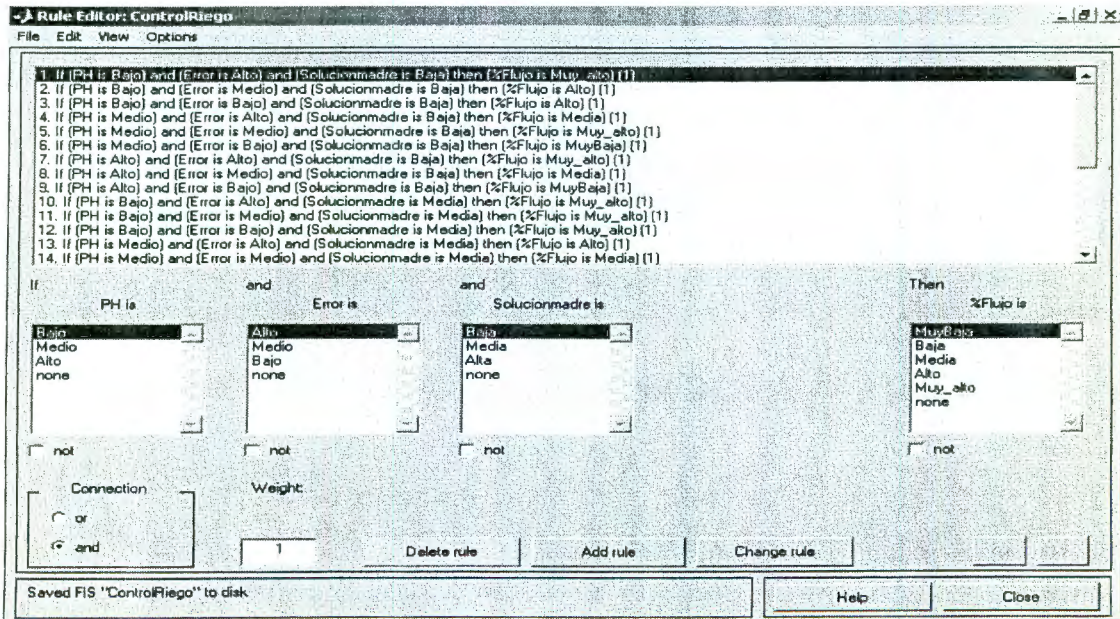 Rule Editor: ControlRiego
File Edit View Options
1. If (PH is Bajo) and (Error is Alto) and (Solucionmadre is Baja) then (%Flujo is Muy_alto) (1)
2. If (PH is Bajo) and (Error is Medio) and (Solucionmadre is Baja) then (%Flujo is Alto) (1)
3. If (PH is Bajo) and (Error is Bajo) and (Solucionmadre is Baja) then (%Flujo is Alto) (1)
4. If (PH is Medio) and (Error is Alto) and (Solucionmadre is Baja) then (%Flujo is Media) (1)
5. If (PH is Medio) and (Error is Medio) and (Solucionmadre is Baja) then (%Flujo is Muy_alto) (1)
6. If (PH is Medio) and (Error is Bajo) and (Solucionmadre is Baja) then (%Flujo is MuyBaja) (1)
7. If (PH is Alto) and (Error is Alto) and (Solucionmadre is Baja) then (%Flujo is Muy_alto) (1)
8. If (PH is Alto) and (Error is Medio) and (Solucionmadre is Baja) then (%Flujo is Media) (1)
9. If (PH is Alto) and (Error is Bajo) and (Solucionmadre is Baja) then (%Flujo is MuyBaja) (1)
10. If (PH is Bajo) and (Error is Alto) and (Solucionmadre is Media) then (%Flujo is Muy_alto) (1)
11. If (PH is Bajo) and (Error is Medio) and (Solucionmadre is Media) then (%Flujo is Muy_alto) (1)
12. If (PH is Bajo) and (Error is Bajo) and (Solucionmadre is Media) then (%Flujo is Muy_alto) (1)
13. If (PH is Medio) and (Error is Alto) and (Solucionmadre is Media) then (%Flujo is Alto) (1)
14. If (PH is Medio) and (Error is Medio) and (Solucionmadre is Media) then (%Flujo is Media) (1)
If and and Then
PH is Error is Solucionmadre is %Flujo is
Bajo Alto Baja MuyBaja
Medio Medio Media Baja
Alto Bajo Alta Media
none none none Alto
Muy_alto
none
not not not not
Connection Weight:
or
and 1 Delete rule Add rule Change rule
Saved FIS "ControlRiego" to disk Help Close